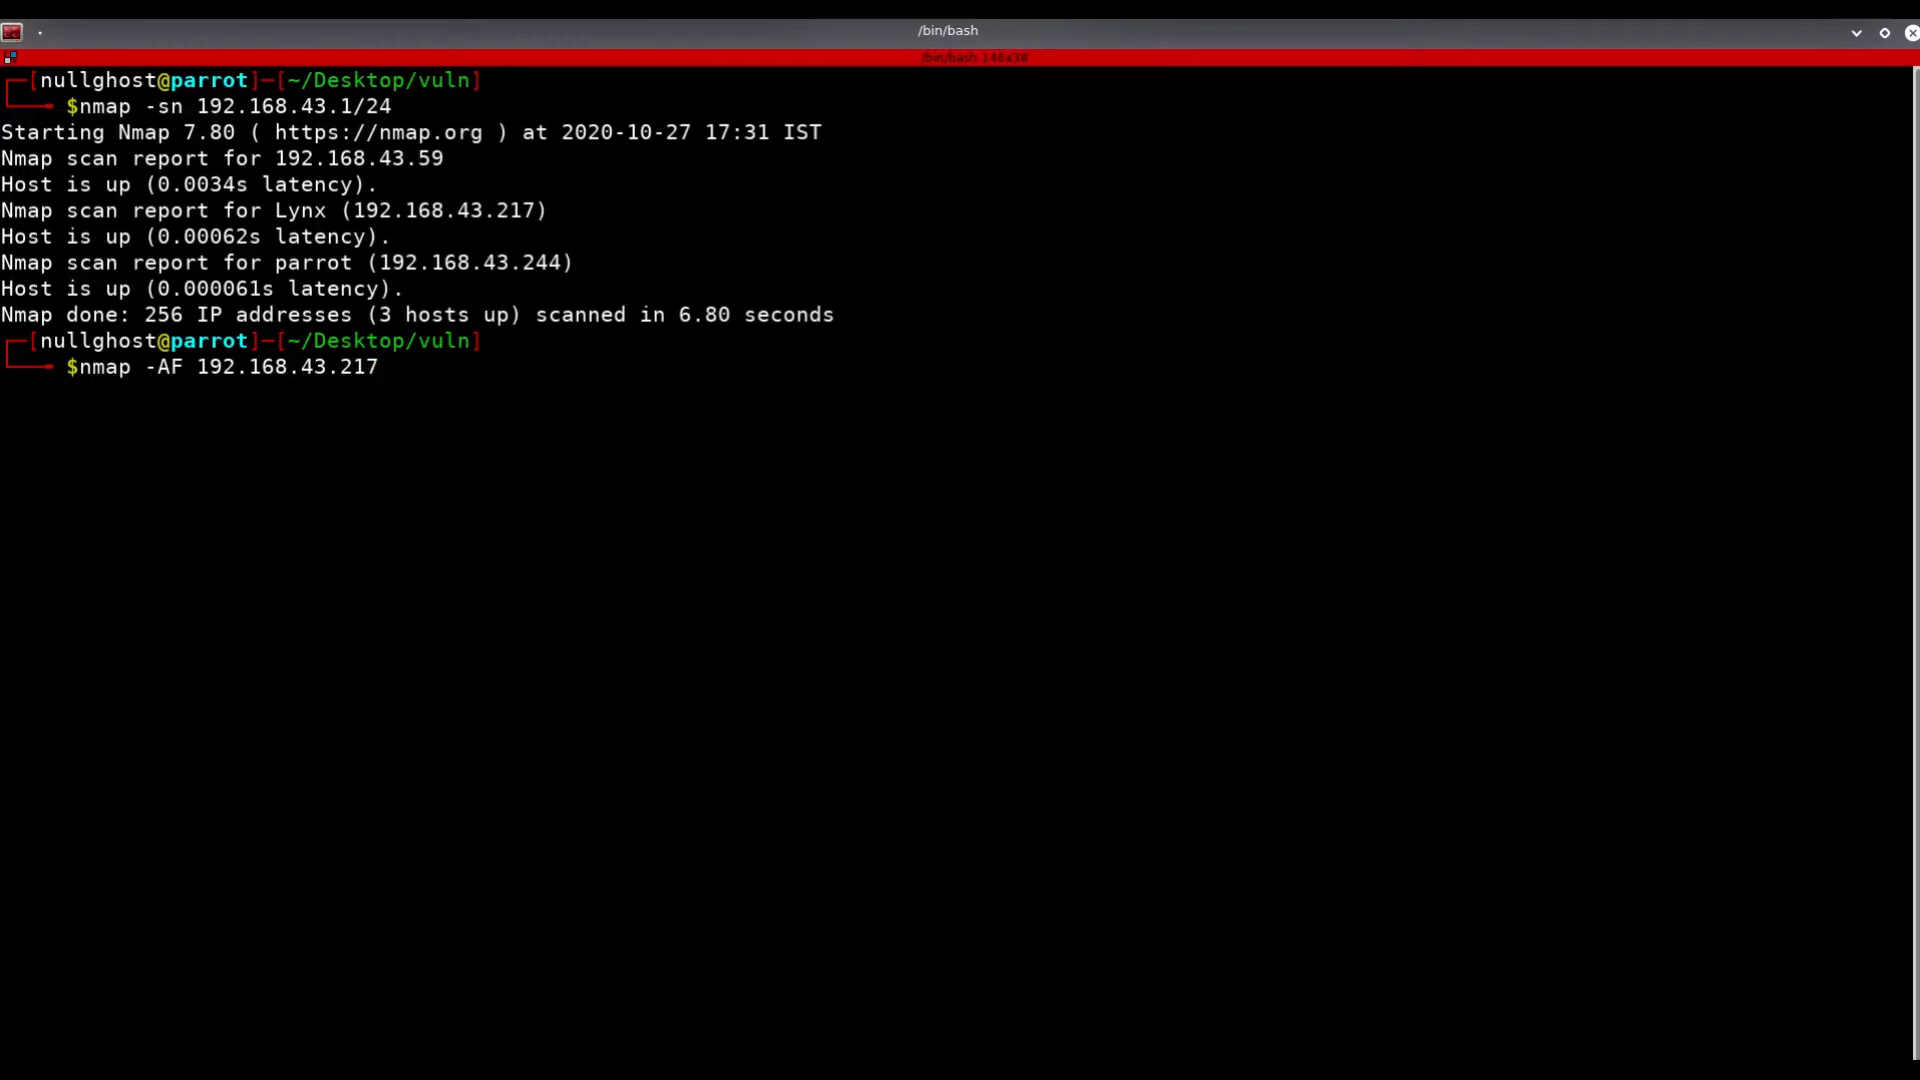 /bin/bash
/bin/bash 146x38
[nullghost@parrot]─[~/Desktop/vuln]
$nmap -sn 192.168.43.1/24
Starting Nmap 7.80 ( https://nmap.org ) at 2020-10-27 17:31 IST
Nmap scan report for 192.168.43.59
Host is up (0.0034s latency).
Nmap scan report for Lynx (192.168.43.217)
Host is up (0.00062s latency).
Nmap scan report for parrot (192.168.43.244)
Host is up (0.000061s latency).
Nmap done: 256 IP addresses (3 hosts up) scanned in 6.80 seconds
[nullghost@parrot]─[~/Desktop/vuln]
$nmap -AF 192.168.43.217